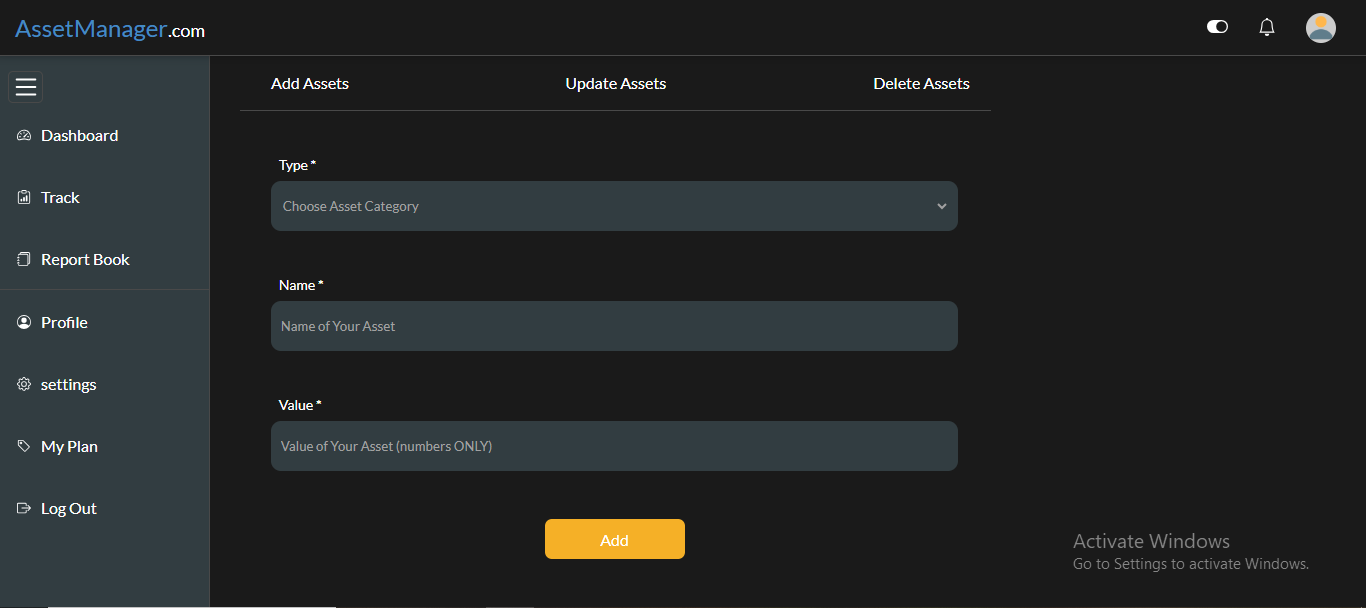 AssetManager.com
Add Assets Update Assets Delete Assets
Dashboard
Track
Report Book
Profile
settings
My Plan
Log Out
Type *
Choose Asset Category
Name *
Name of Your Asset
Value *
Value of Your Asset (numbers ONLY)
Add
Activate Windows
Go to Settings to activate Windows.